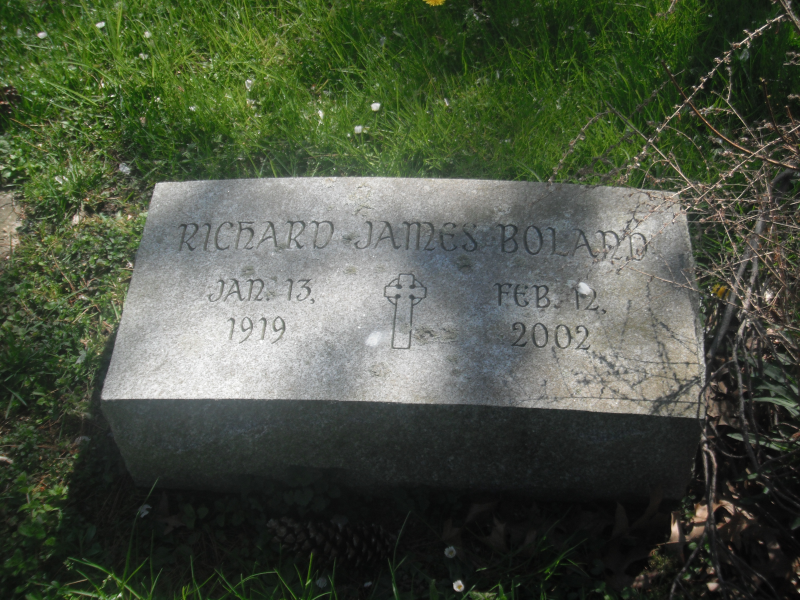 RICHARD JAMES BOLAND
JAN. 13,
1919
FEB. 12,
2002